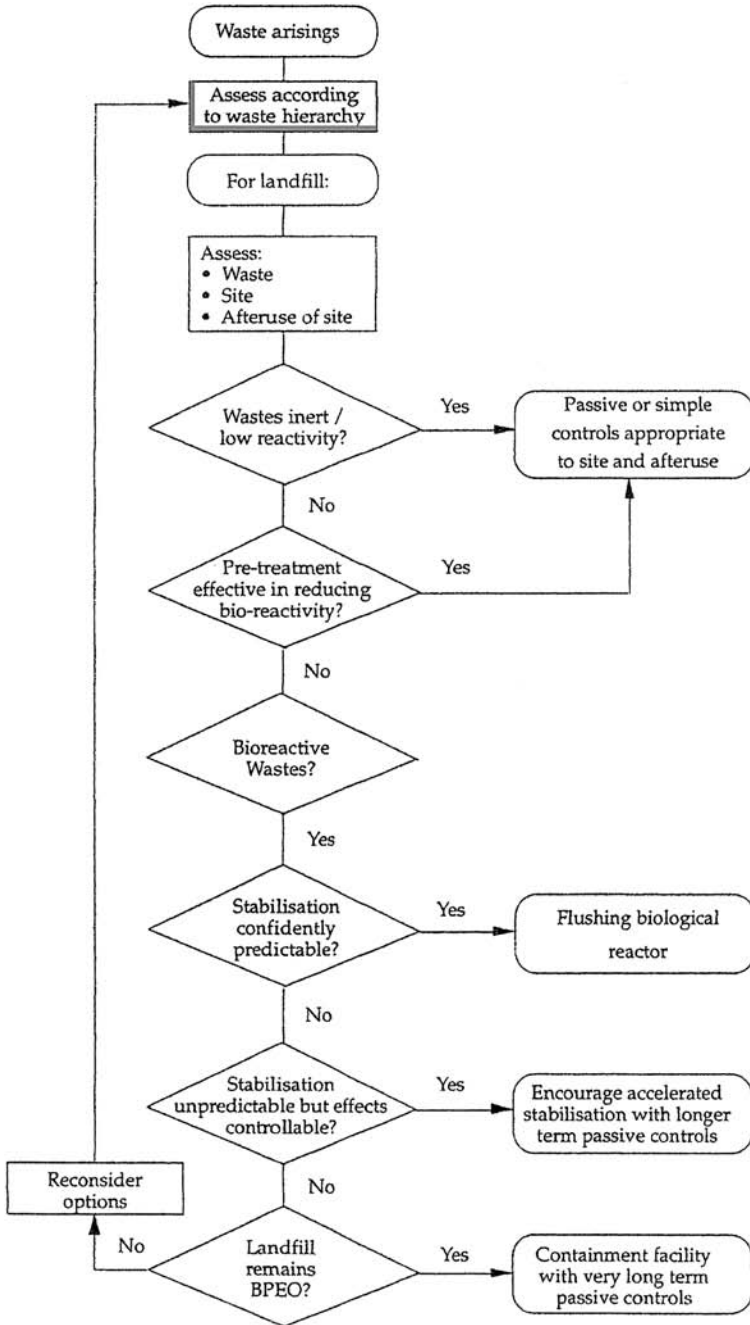 Waste arisings
Assess according
to waste hierarchy
For landfill:
Assess:
• Waste
• Site
• Afteruse of site
Wastes inert /
low reactivity?
Yes
Passive or simple
controls appropriate
to site and afteruse
No
Pre-treatment
effective in reducing
bio-reactivity?
Yes
No
Bioreactive
Wastes?
Yes
Stabilisation
confidently
predictable?
Yes
Flushing biological
reactor
No
Stabilisation
unpredictable but effects
controllable?
Yes
Encourage accelerated
stabilisation with longer
term passive controls
No
Reconsider
options
No
Landfill
remains
BPEO?
Yes
Containment facility
with very long term
passive controls